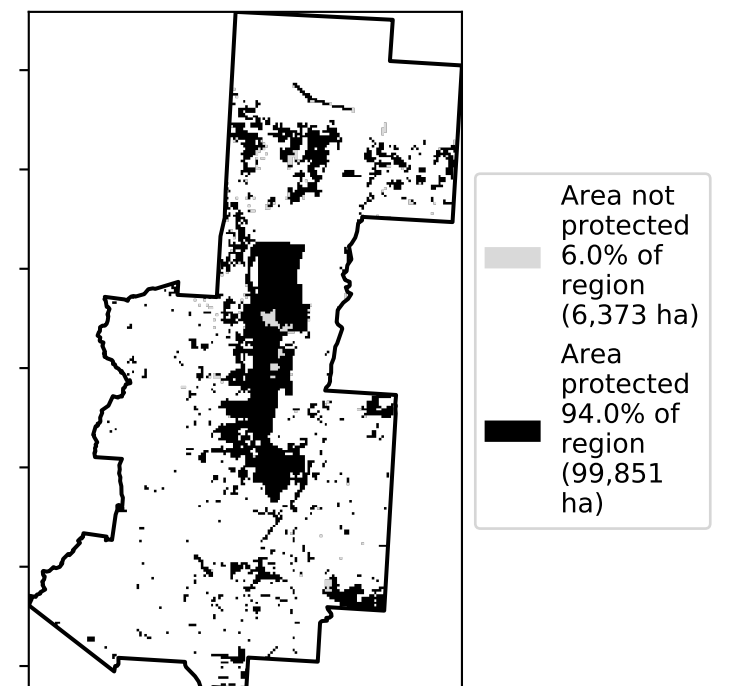 Area not
protected
6.0% of
region
(6,373 ha)
Area
protected
94.0% of
region
(99,851
ha)